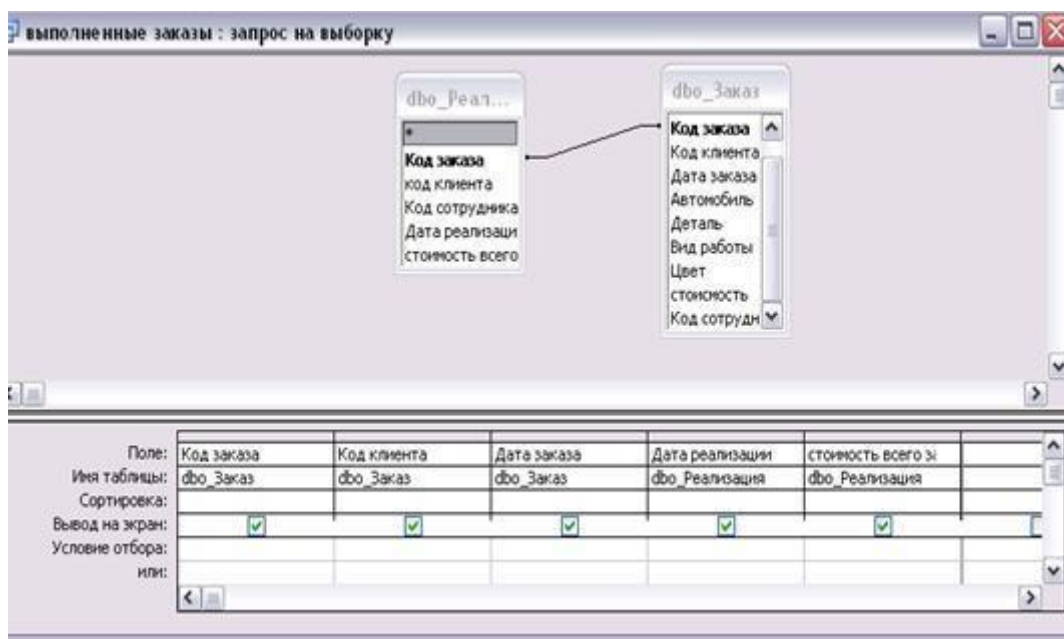 выполненные заказы : запрос на выборку
dbo_Реал...
*
Код заказа
код клиента
Код сотрудника
Дата реализаци
стоимость всего
dbo_Заказ
Код заказа
Код клиента
Дата заказа
Автомобиль
Деталь
Вид работы
Цвет
стоисность
Код сотрудн
Поле: Код заказа Код клиента Дата заказа Дата реализации стоимость всего за
Имя таблицы: dbo_Заказ dbo_Заказ dbo_Заказ dbo_Реализация dbo_Реализация
Сортировка:
Вывод на экран:
Условие отбора:
или: